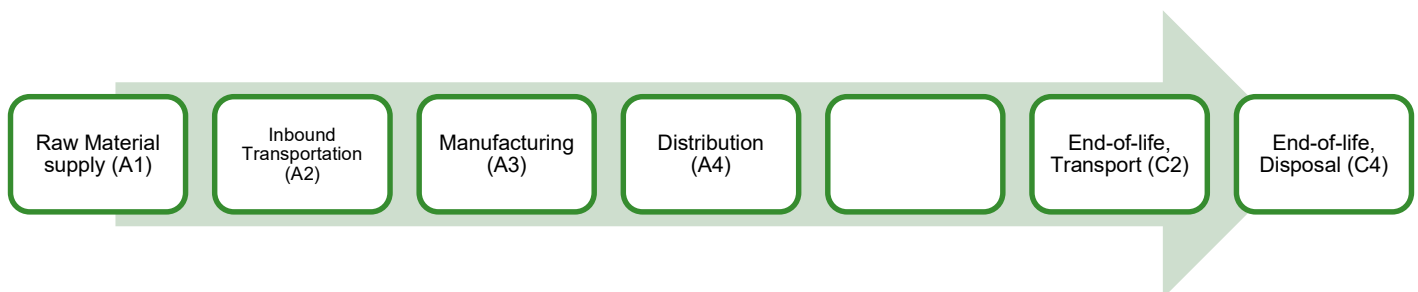 Raw Material
supply (A1)
Inbound
Transportation
(A2)
Manufacturing
(A3)
Distribution
(A4)
End-of-life,
Transport (C2)
End-of-life,
Disposal (C4)